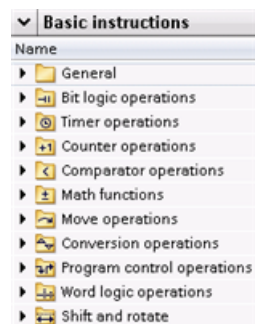 Basic instructions
Name
General
Bit logic operations
Timer operations
Counter operations
Comparator operations
Math functions
Move operations
Conversion operations
Program control operations
Word logic operations
Shift and rotate